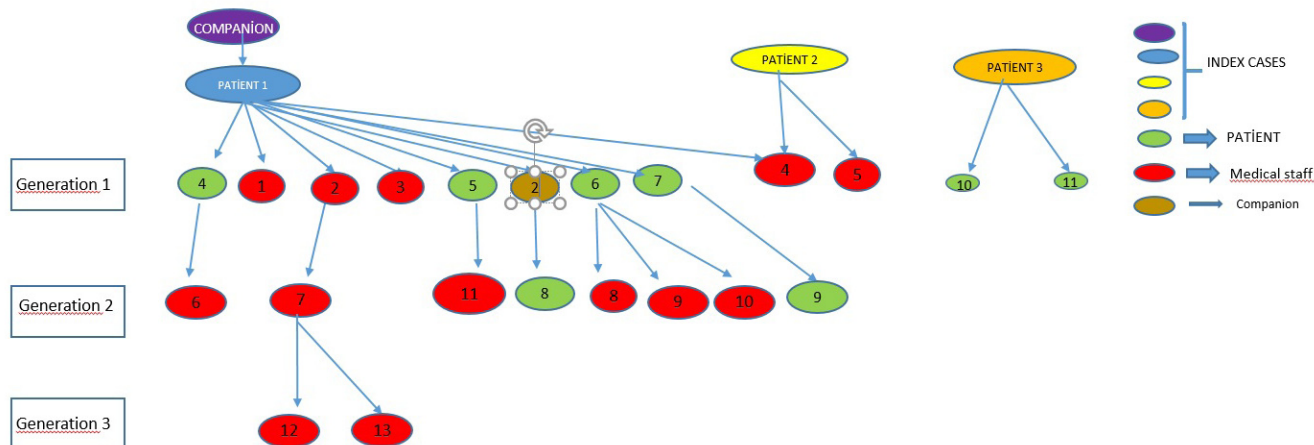 COMPANİON
PATİENT 1
PATİENT 2
PATİENT 3
INDEX CASES
PATİENT
Medical staff
Companion
Generation 1
4
1
2
3
5
2
6
7
4
5
10
11
Generation 2
6
7
11
8
8
9
10
9
Generation 3
12
13